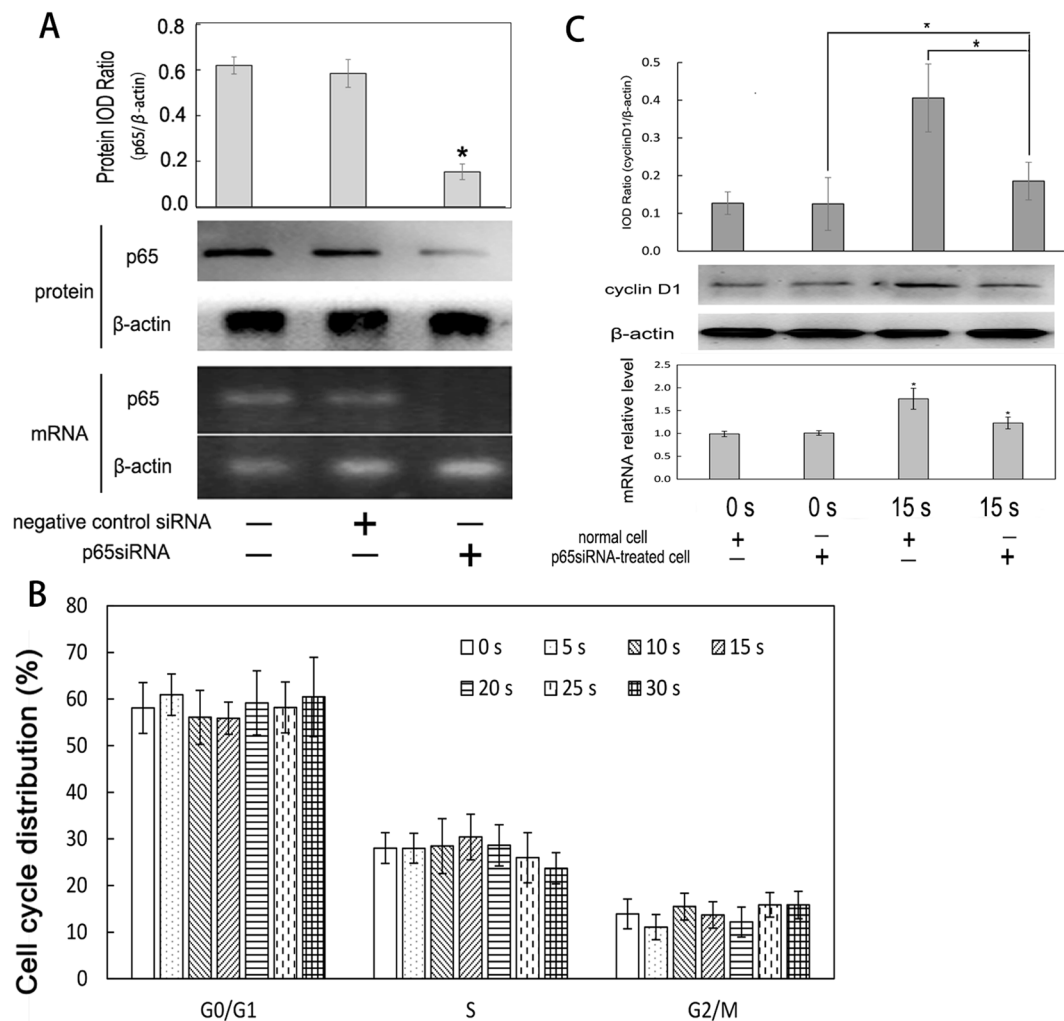 A
Protein IOD Ratio
(p65/β-actin)
0.8
0.6
0.4
0.2
0.0
*
protein
p65
β-actin
mRNA
p65
β-actin
negative control siRNA — + —
p65siRNA — — +
C
IOD Ratio (cyclinD1/β-actin)
0.5
0.4
0.3
0.2
0.1
0.0
*
*
cyclin D1
β-actin
mRNA relative level
2.5
2.0
1.5
1.0
0.5
0.0
*
*
0 s 0 s 15 s 15 s
normal cell + — + —
p65siRNA-treated cell — + — +
B
Cell cycle distribution (%)
80
70
60
50
40
30
20
10
0
0 s 5 s 10 s 15 s
20 s 25 s 30 s
G0/G1 S G2/M